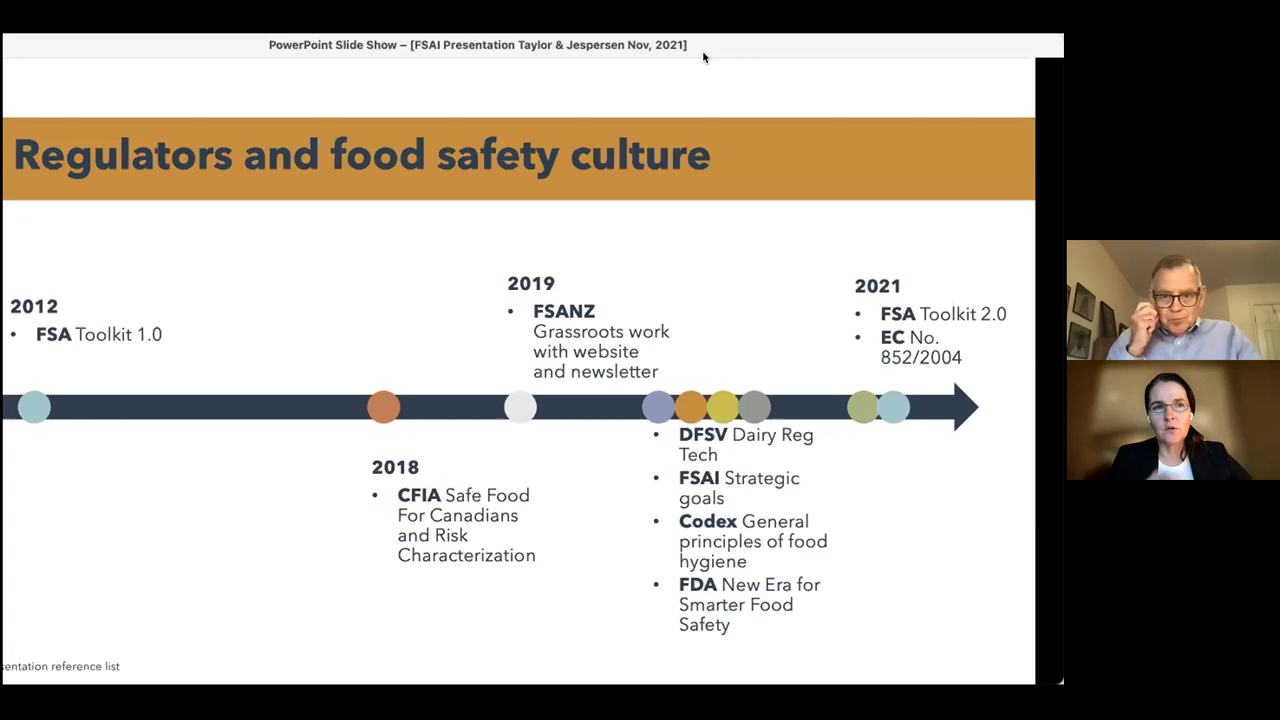 PowerPoint Slide Show – [FSAI Presentation Taylor & Jespersen Nov, 2021]
Regulators and food safety culture
2012
• FSA Toolkit 1.0
2018
• CFIA Safe Food
For Canadians
and Risk
Characterization
2019
• FSANZ
Grassroots work
with website
and newsletter
• DFSV Dairy Reg
Tech
• FSAI Strategic
goals
• Codex General
principles of food
hygiene
• FDA New Era for
Smarter Food
Safety
2021
• FSA Toolkit 2.0
• EC No.
852/2004
presentation reference list